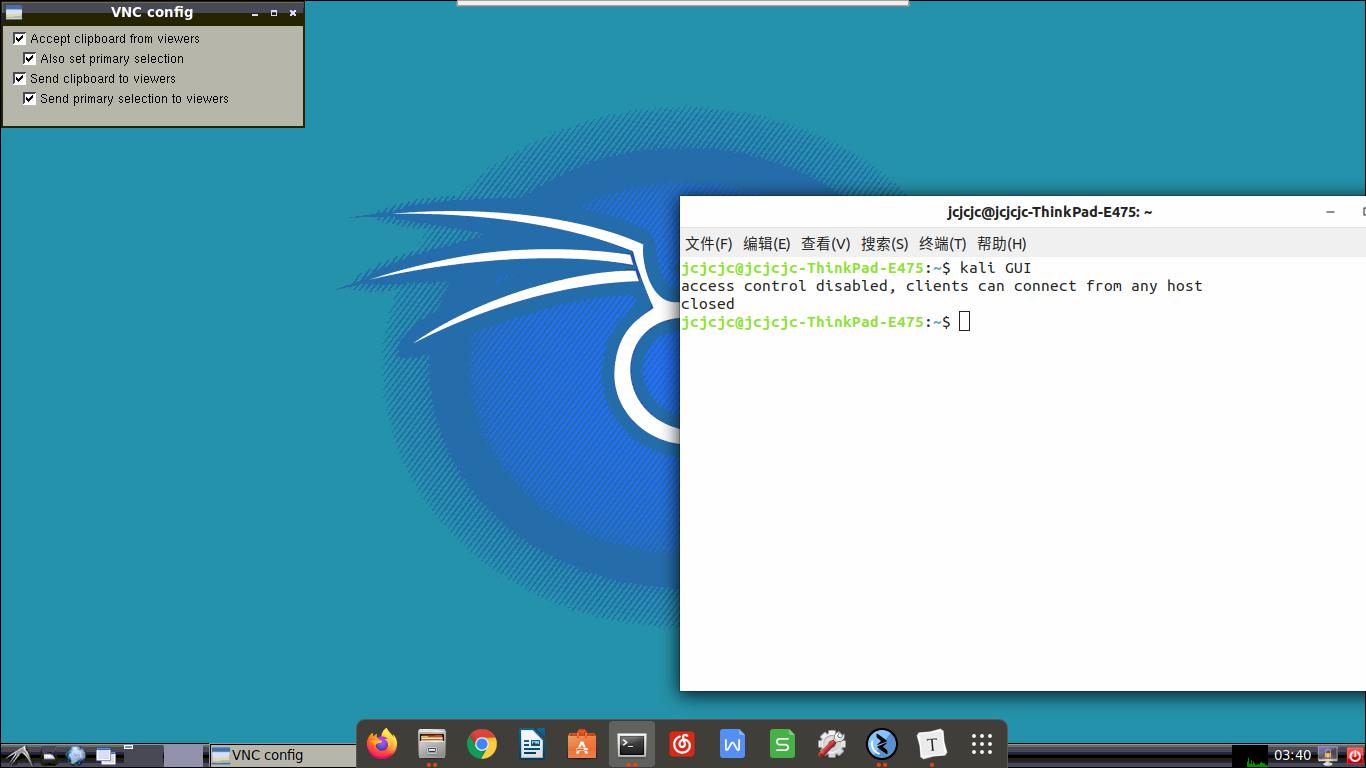 VNC config
Accept clipboard from viewers
Also set primary selection
Send clipboard to viewers
Send primary selection to viewers
jcjcjc@jcjcjc-ThinkPad-E475: ~
文件(F) 编辑(E) 查看(V) 搜索(S) 终端(T) 帮助(H)
jcjcjc@jcjcjc-ThinkPad-E475:~$ kali GUI
access control disabled, clients can connect from any host
closed
jcjcjc@jcjcjc-ThinkPad-E475:~$
VNC config
W
S
T
03:40